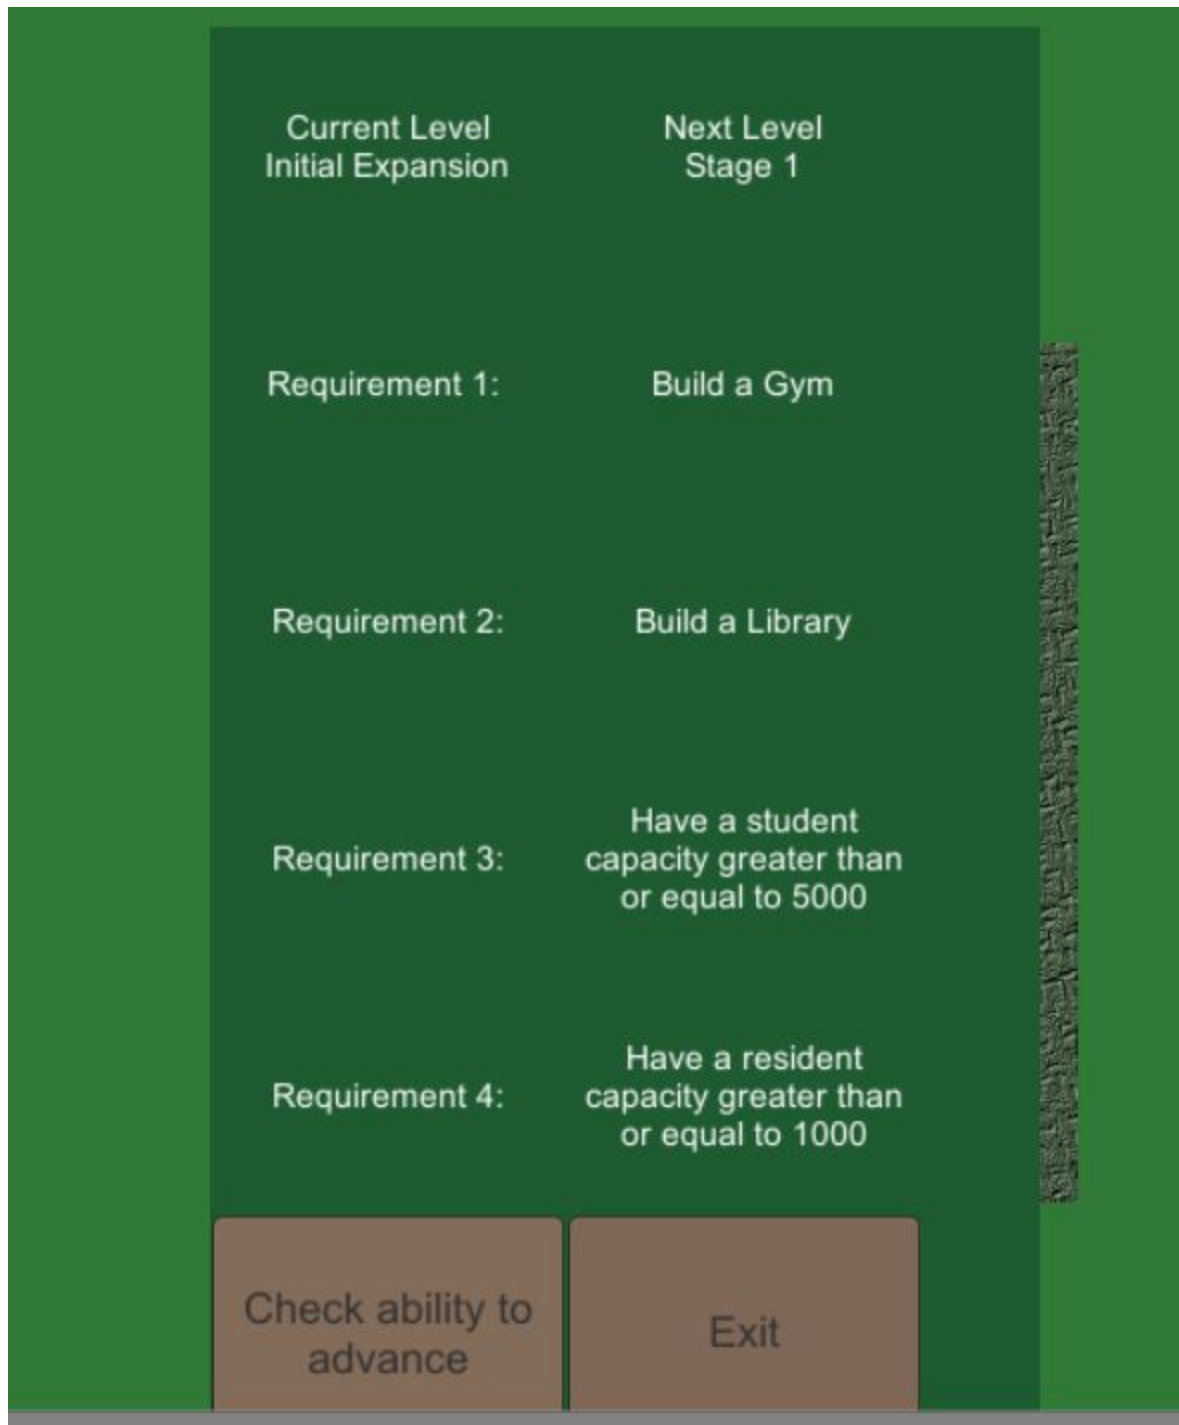 Current Level
Initial Expansion
Next Level
Stage 1
Requirement 1:
Build a Gym
Requirement 2:
Build a Library
Requirement 3:
Have a student
capacity greater than
or equal to 5000
Requirement 4:
Have a resident
capacity greater than
or equal to 1000
Check ability to
advance
Exit